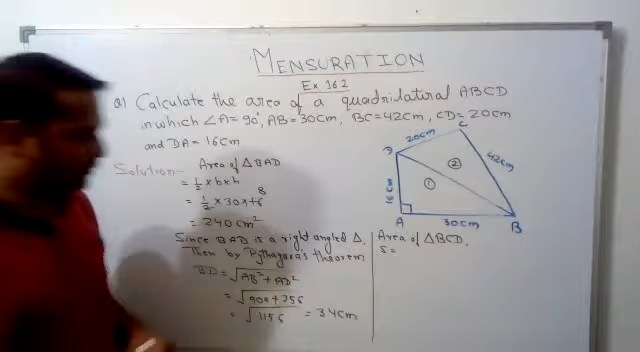 MENSURATION
Ex 16.2
Q1 Calculate the area of a quadrilateral ABCD
in which ∠A = 90°, AB = 30cm, BC = 42cm, CD = 20cm
and DA = 16cm
Solution-
Area of △BAD
= ½ × b × h
= ½ × 30 × 16 8
= 240 cm²
Since BAD is a right angled △,
Then by Pythagoras theorem
BD = √AB² + AD²
= √900 + 256
= √1156 = 34cm
Area of △BCD,
S =
C
20cm
D
②
42cm
①
16cm
A
30cm
B